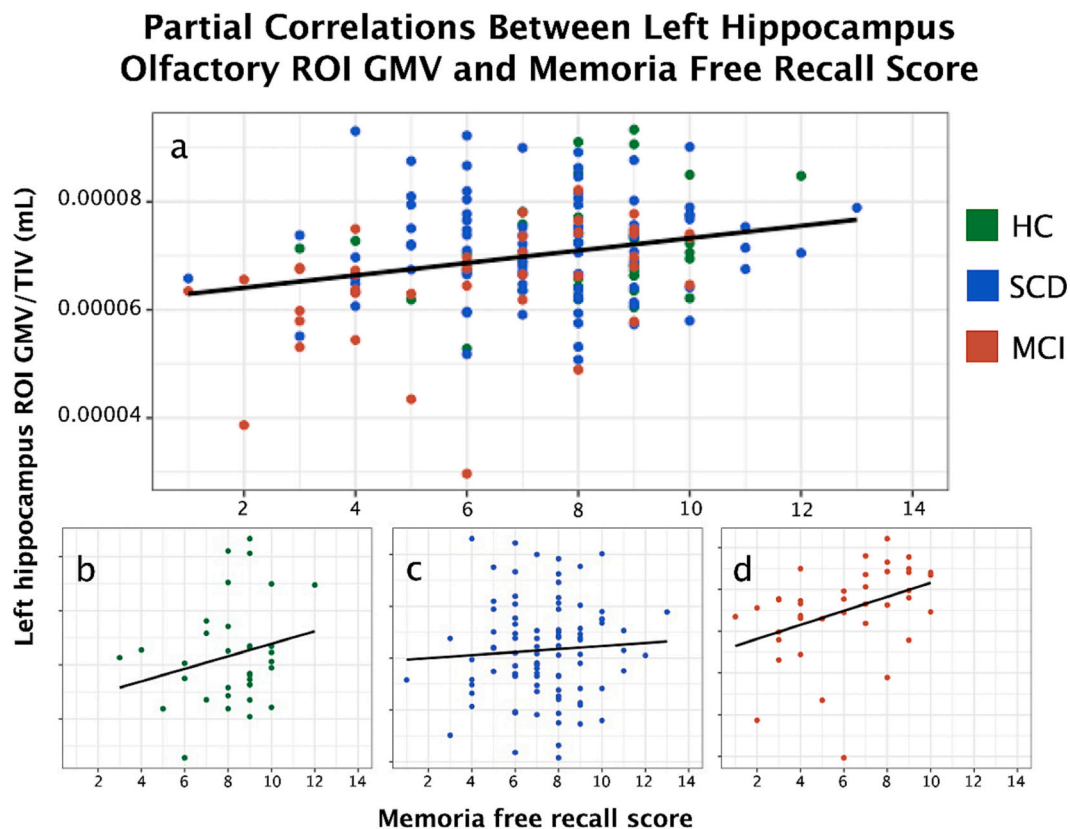 Partial Correlations Between Left Hippocampus
Olfactory ROI GMV and Memoria Free Recall Score
Left hippocampus ROI GMV/TIV (mL)
a
0.00008
0.00006
0.00004
2 4 6 8 10 12 14
HC
SCD
MCI
b
2 4 6 8 10 12 14
c
2 4 6 8 10 12 14
d
2 4 6 8 10 12 14
Memoria free recall score